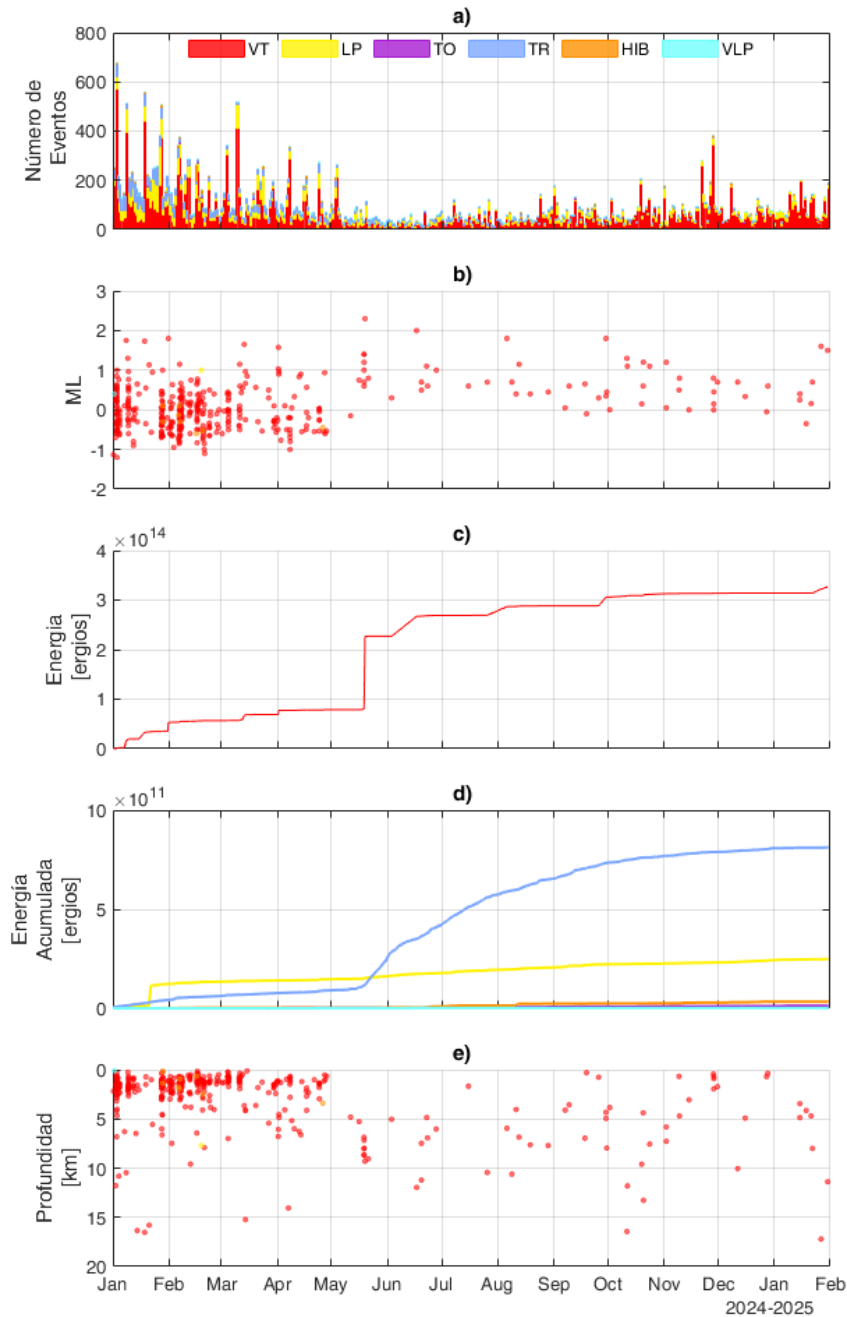 a)
800
600
400
200
0
VT LP TO TR HIB VLP
Número de
Eventos
b)
3
2
1
0
-1
-2
ML
c)
×10^14
4
3
2
1
0
Energía
[ergios]
d)
×10^11
10
5
0
Energía
Acumulada
[ergios]
e)
0
5
10
15
20
Profundidad
[km]
Jan Feb Mar Apr May Jun Jul Aug Sep Oct Nov Dec Jan Feb
2024-2025